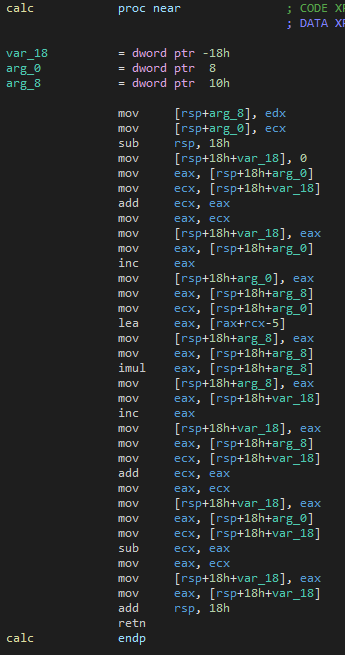 calc proc near ; CODE XR
; DATA XR
var_18 = dword ptr -18h
arg_0 = dword ptr 8
arg_8 = dword ptr 10h
mov [rsp+arg_8], edx
mov [rsp+arg_0], ecx
sub rsp, 18h
mov [rsp+18h+var_18], 0
mov eax, [rsp+18h+arg_0]
mov ecx, [rsp+18h+var_18]
add ecx, eax
mov eax, ecx
mov [rsp+18h+var_18], eax
mov eax, [rsp+18h+arg_0]
inc eax
mov [rsp+18h+arg_0], eax
mov eax, [rsp+18h+arg_8]
mov ecx, [rsp+18h+arg_0]
lea eax, [rax+rcx-5]
mov [rsp+18h+arg_8], eax
mov eax, [rsp+18h+arg_8]
imul eax, [rsp+18h+arg_8]
mov [rsp+18h+arg_8], eax
mov eax, [rsp+18h+var_18]
inc eax
mov [rsp+18h+var_18], eax
mov eax, [rsp+18h+arg_8]
mov ecx, [rsp+18h+var_18]
add ecx, eax
mov eax, ecx
mov [rsp+18h+var_18], eax
mov eax, [rsp+18h+arg_0]
mov ecx, [rsp+18h+var_18]
sub ecx, eax
mov eax, ecx
mov [rsp+18h+var_18], eax
mov eax, [rsp+18h+var_18]
add rsp, 18h
retn
calc endp